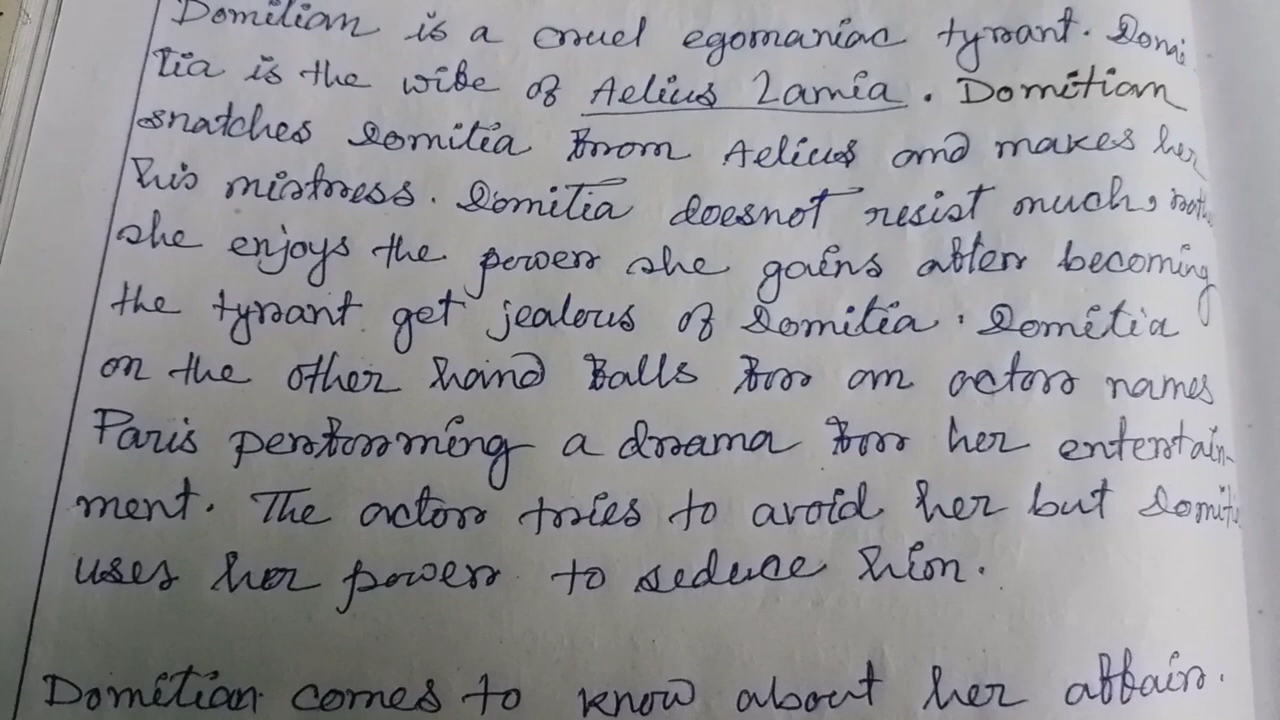 Domitian is a cruel egomaniac tyrant. Domi
tia is the wife of Aelius Lamia. Domitian
snatches Domitia from Aelius and makes her
his mistress. Domitia doesnot resist much,
she enjoys the power she gains after becoming
the tyrant get jealous of Domitia. Domitia
on the other hand falls for an actor names
Paris performing a drama for her entertain-
ment. The actor tries to avoid her but Domiti
uses her power to seduce him.
Domitian comes to know about her affair.